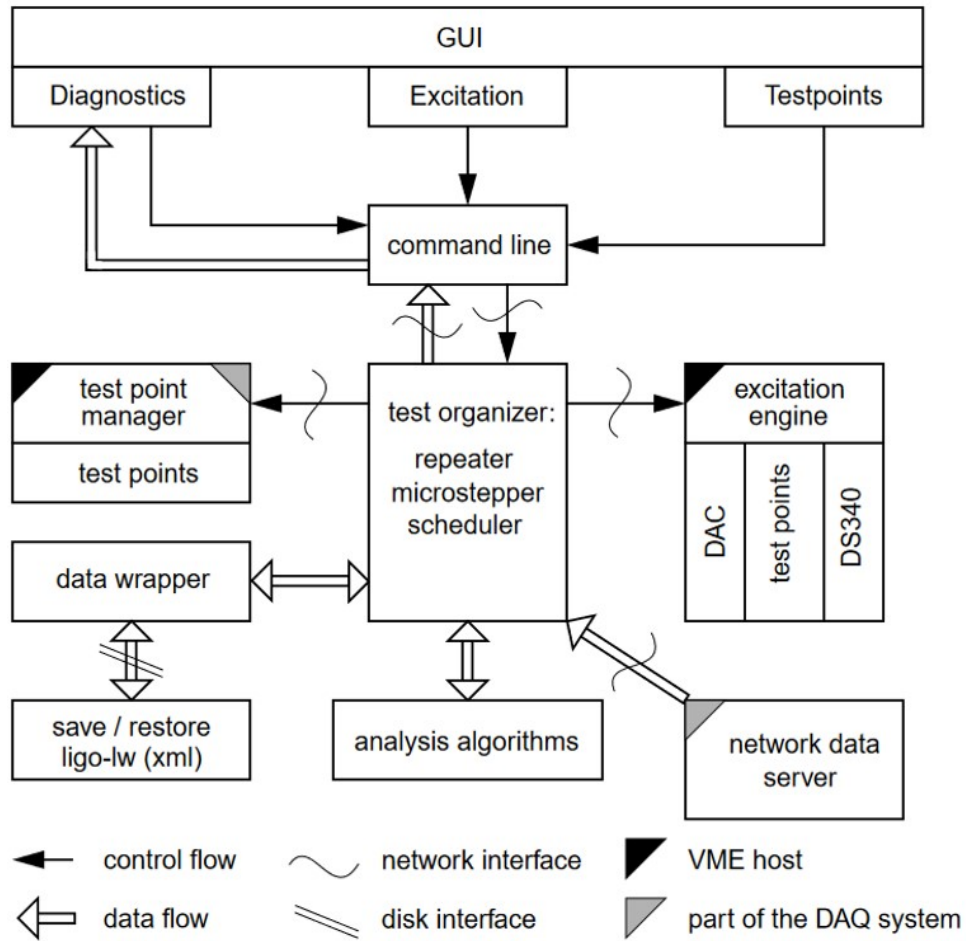 GUI
Diagnostics
Excitation
Testpoints
command line
test point
manager
test points
test organizer:
repeater
microstepper
scheduler
excitation
engine
DAC
test points
DS340
data wrapper
save / restore
ligo-lw (xml)
analysis algorithms
network data
server
control flow
network interface
VME host
data flow
disk interface
part of the DAQ system